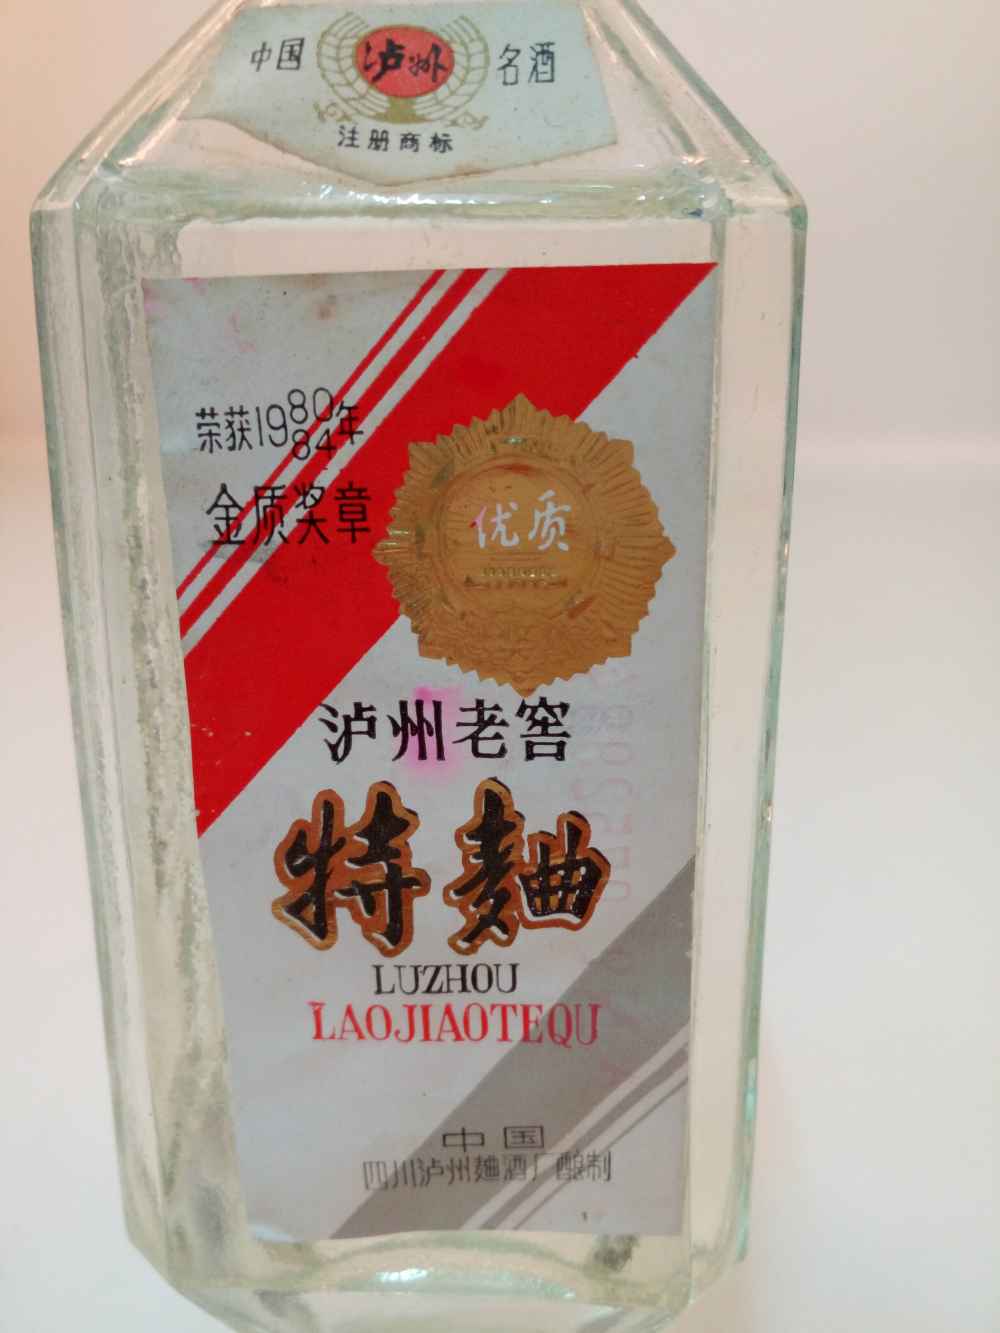 中国 泸州 名酒
注册商标
荣获1980年
84
金质奖章
优质
泸州老窖
特麯
LUZHOU
LAOJIAOTEQU
中国
四川泸州麯酒厂酿制